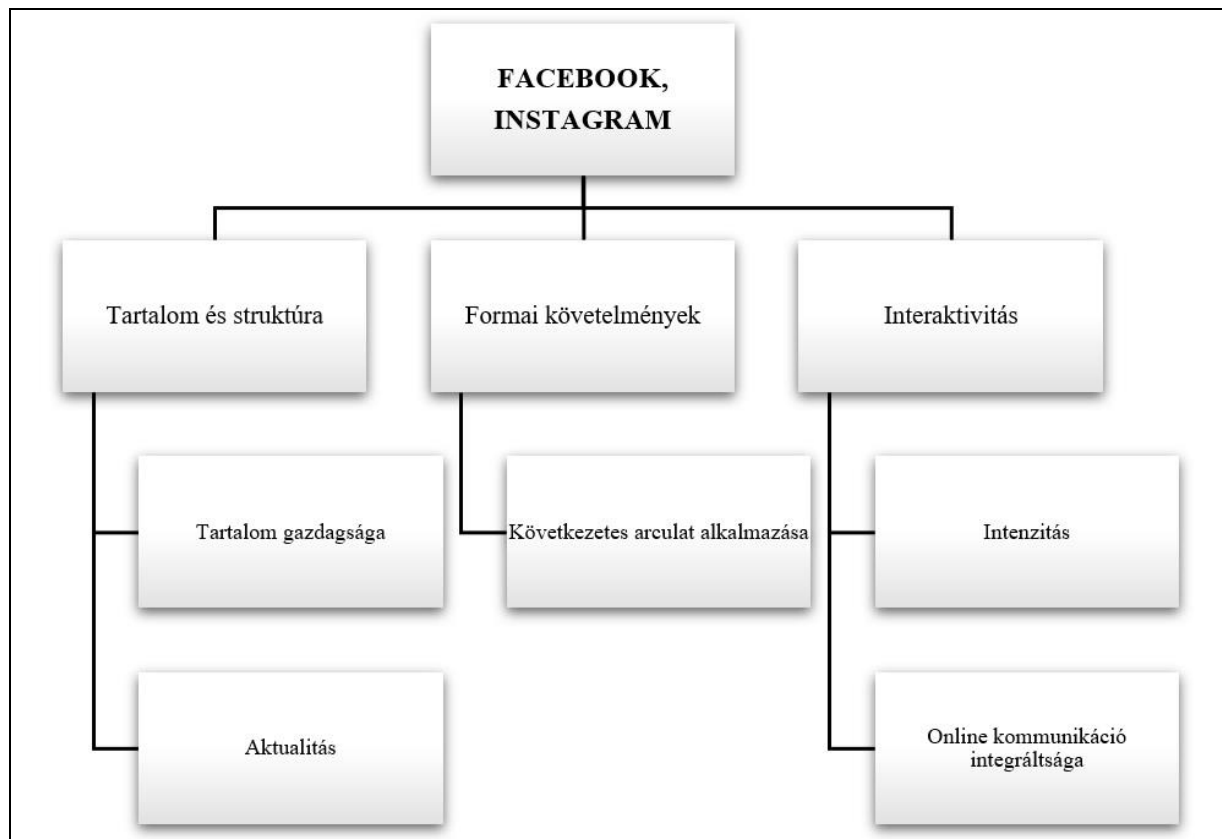 FACEBOOK,
INSTAGRAM
Tartalom és struktúra
Formai követelmények
Interaktivitás
Tartalom gazdagsága
Következetes arculat alkalmazása
Intenzitás
Aktualitás
Online kommunikáció
integráltsága